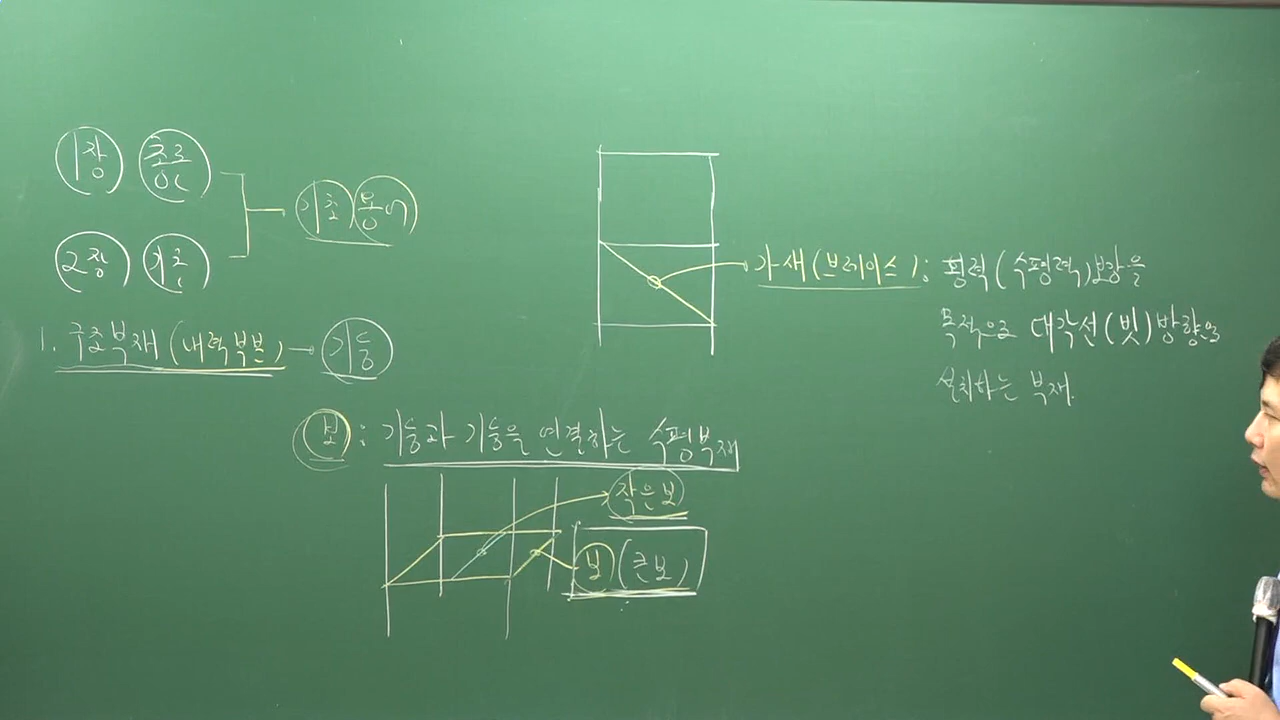 1장 총론
2장 기초
기초 용어
1. 구조부재(내력부분) → 기둥
보 : 기둥과 기둥을 연결하는 수평부재
작은보
보(큰보)
가새(브레이스) : 횡력(수평력)보강을
목적으로 대각선(빗)방향으로
설치하는 부재.